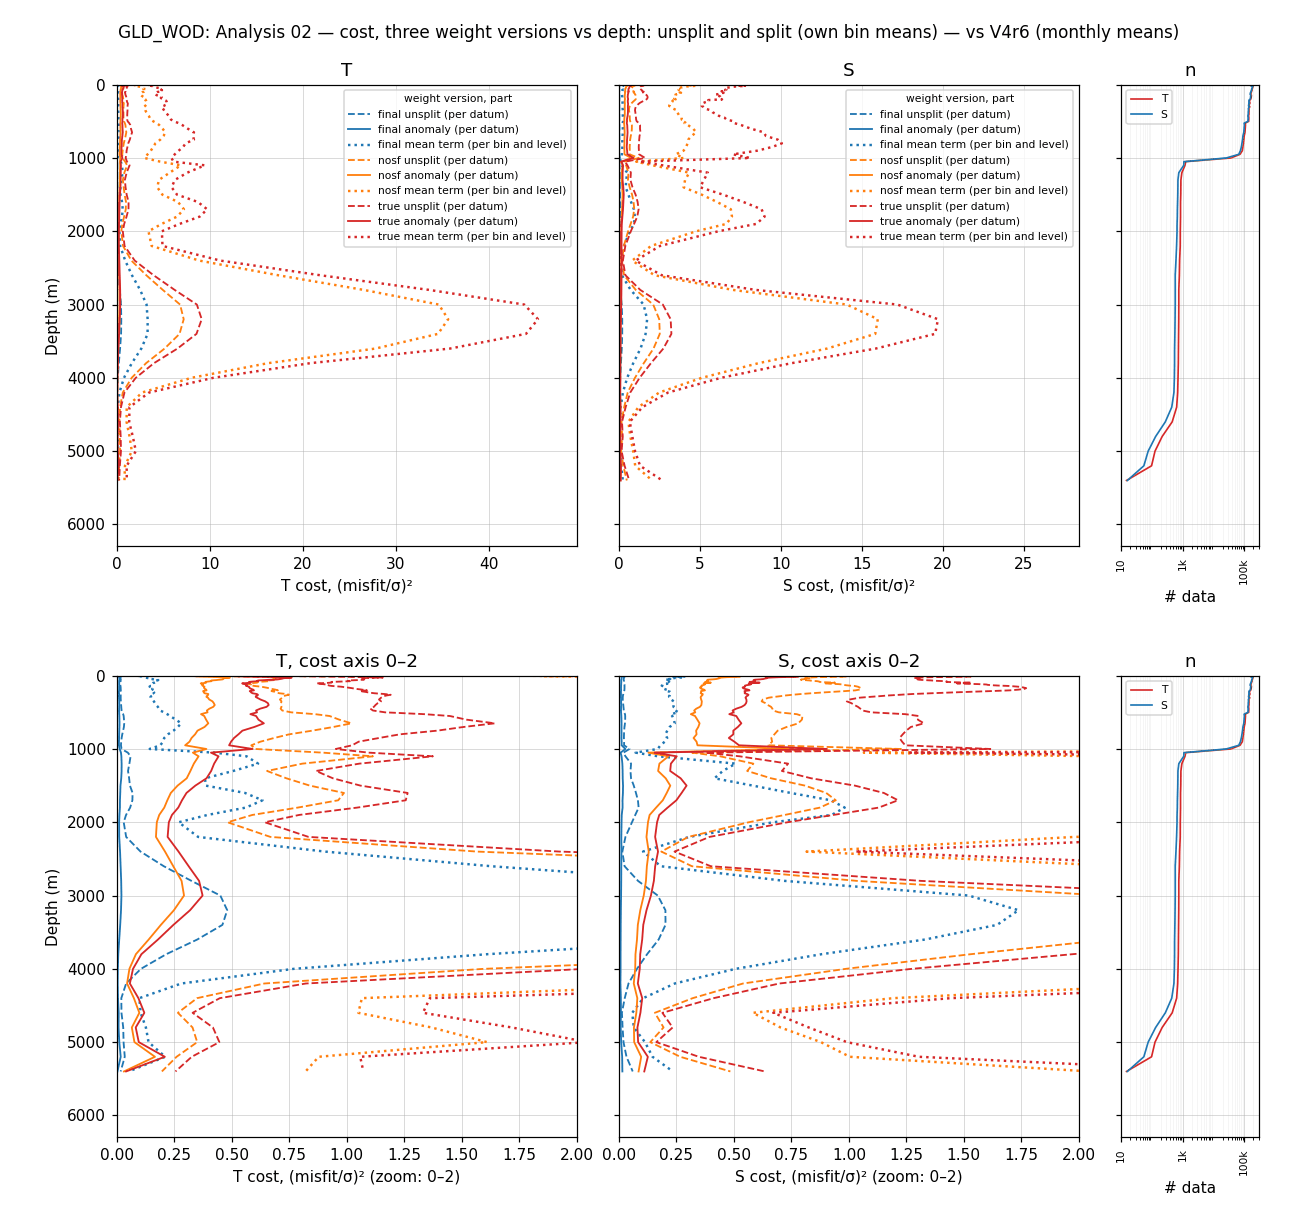 GLD_WOD: Analysis 02 — cost, three weight versions vs depth: unsplit and split (own bin means) — vs V4r6 (monthly means)
T
S
n
weight version, part
final unsplit (per datum)
final anomaly (per datum)
final mean term (per bin and level)
nosf unsplit (per datum)
nosf anomaly (per datum)
nosf mean term (per bin and level)
true unsplit (per datum)
true anomaly (per datum)
true mean term (per bin and level)
weight version, part
final unsplit (per datum)
final anomaly (per datum)
final mean term (per bin and level)
nosf unsplit (per datum)
nosf anomaly (per datum)
nosf mean term (per bin and level)
true unsplit (per datum)
true anomaly (per datum)
true mean term (per bin and level)
T
S
0
1000
2000
3000
4000
5000
6000
Depth (m)
0 10 20 30 40
T cost, (misfit/σ)²
0 5 10 15 20 25
S cost, (misfit/σ)²
10 1k 100k
# data
T, cost axis 0–2
S, cost axis 0–2
n
T
S
0
1000
2000
3000
4000
5000
6000
Depth (m)
0.00 0.25 0.50 0.75 1.00 1.25 1.50 1.75 2.00
T cost, (misfit/σ)² (zoom: 0–2)
0.00 0.25 0.50 0.75 1.00 1.25 1.50 1.75 2.00
S cost, (misfit/σ)² (zoom: 0–2)
10 1k 100k
# data